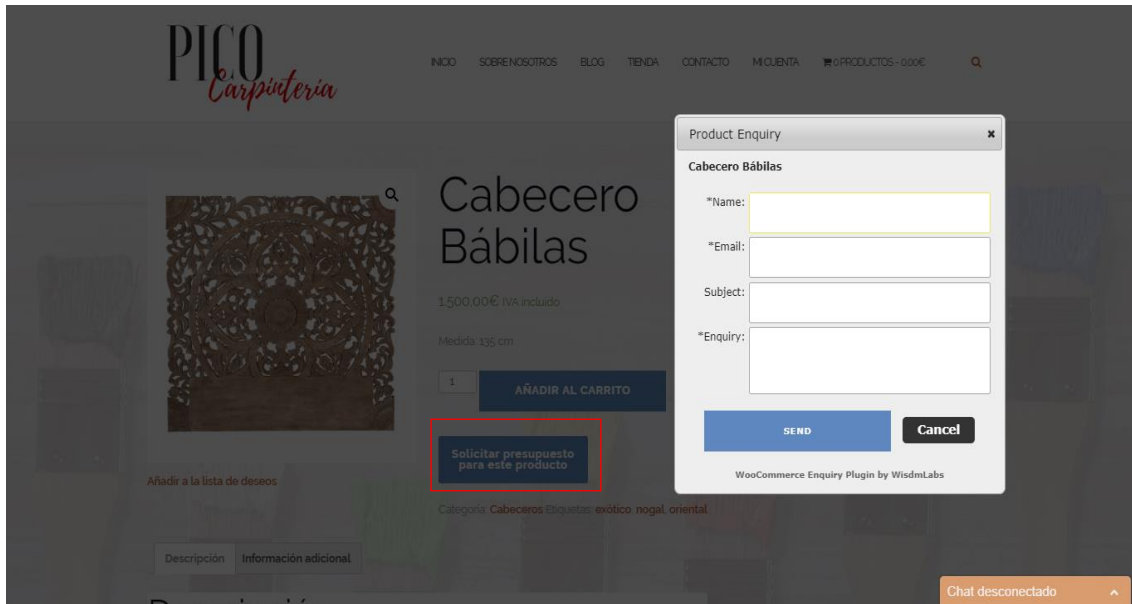 PICO
Carpintería
INICIO SOBRE NOSOTROS BLOG TIENDA CONTACTO MI CUENTA 0 PRODUCTOS - 0,00€
Product Enquiry
Cabecero Bábilas
*Name:
*Email:
Subject:
*Enquiry:
SEND Cancel
WooCommerce Enquiry Plugin by WisdmLabs
Cabecero
Bábilas
1.500,00€ IVA incluido
Medida: 135 cm
1 AÑADIR AL CARRITO
Solicitar presupuesto
para este producto
Añadir a la lista de deseos
Categoría: Cabeceros Etiquetas: exótico, nogal, oriental
Descripción Información adicional
Chat desconectado